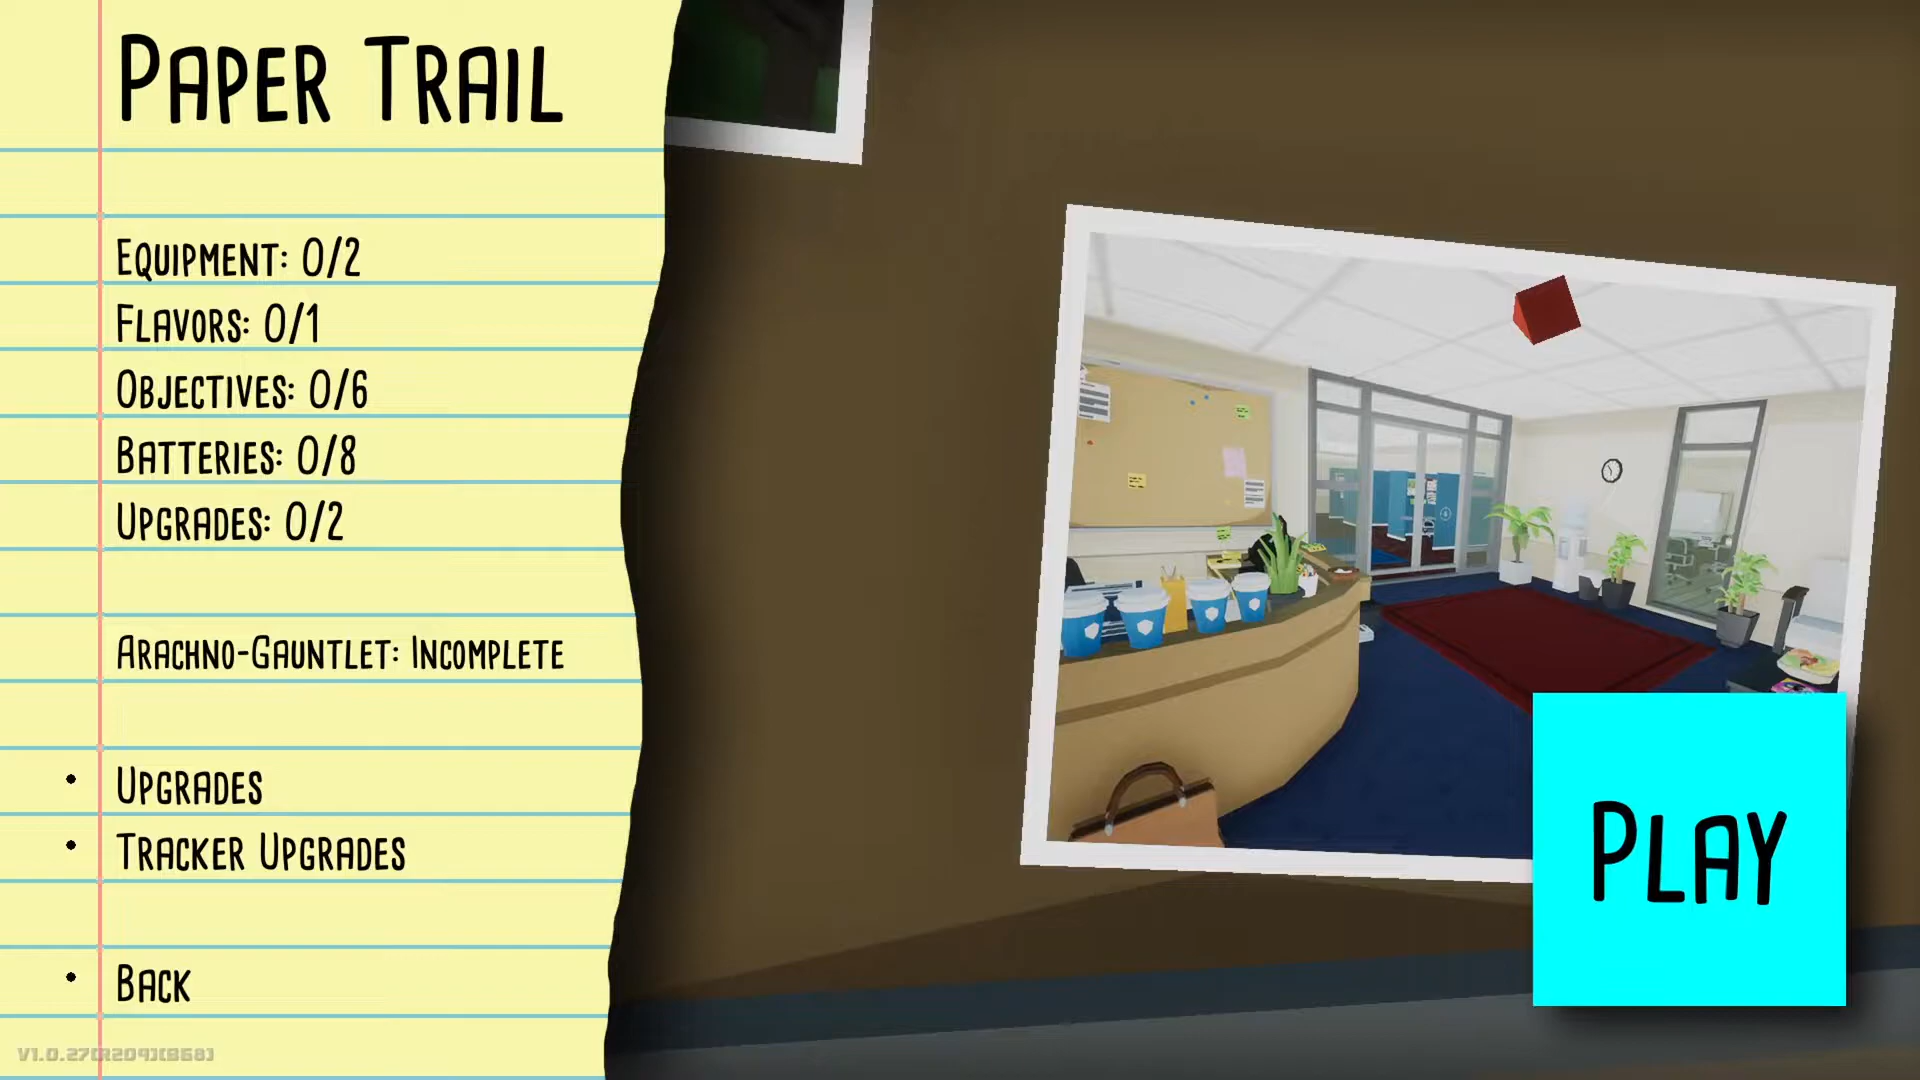 Paper Trail
Equipment: 0/2
Flavors: 0/1
Objectives: 0/6
Batteries: 0/8
Upgrades: 0/2
Arachno-Gauntlet: Incomplete
Upgrades
Tracker Upgrades
Back
Play